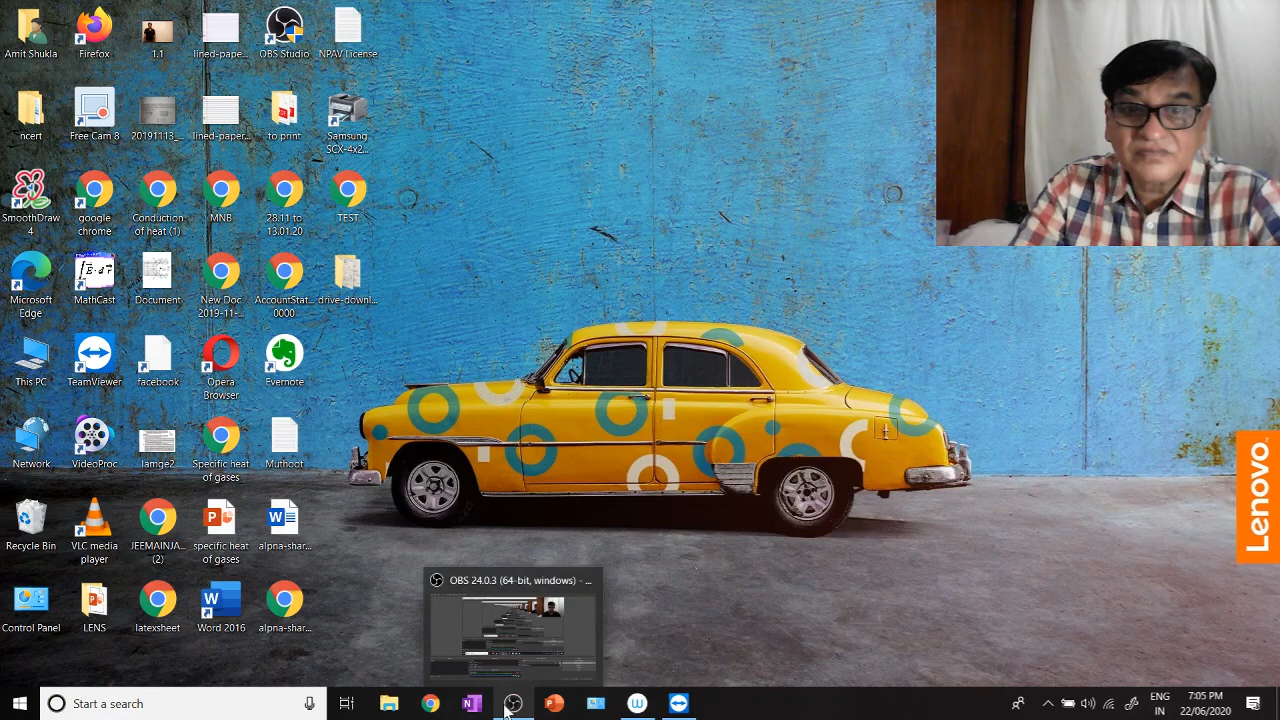 Amit Shukla
Firefox
1.1
lined-pape...
OBS Studio
NPAV License
ncert
Free Cam 8
20191113_...
lined-paper...
to print
Samsung
SCX-4x2...
SmoothDraw
4
google
chrome
Conduction
of heat (1)
MNB
28.11 to
13.01.20
TEST
Microsoft
Edge
MathCast
Document
New Doc
2019-11-...
AccountStat...
0000
drive-downl...
This PC
TeamViewer
facebook
Opera
Browser
Evernote
Network
VideoProc
Iamge2
Specific heat
of gases
Muthoot
Recycle Bin
VLC media
player
JEEMAINJA...
(2)
specific heat
of gases
alpna-shar...
Control Panel
LENS
latexsheet
Word 2016
alpna-shar...
Lenovo
OBS 24.0.3 (64-bit, windows) - ...
Start a search
ENG
IN
7:05 PM
22/06/2020